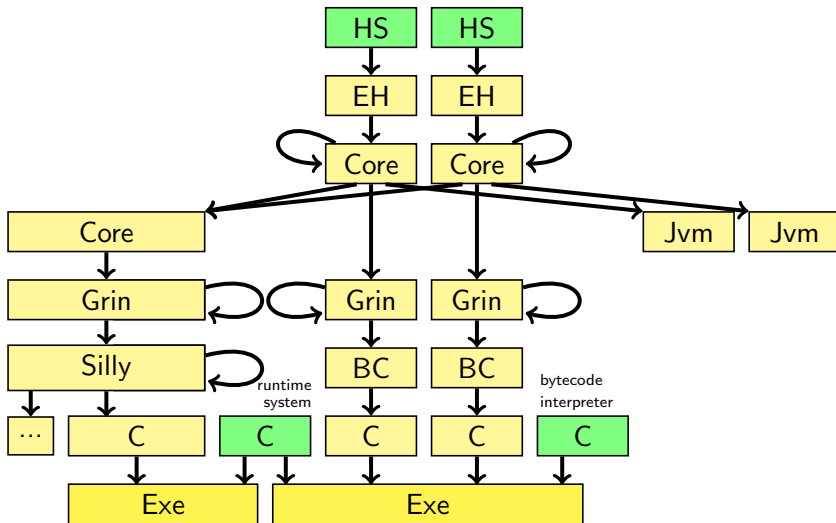 HS HS
EH EH
Core Core
Core Jvm Jvm
Grin Grin Grin
Silly BC BC
runtime
system
bytecode
interpreter
... C C C C C
Exe Exe